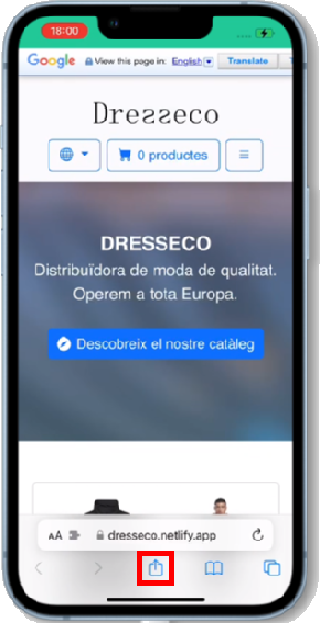 18:00
Google View this page in: English Translate
Dresseco
0 productes
DRESSECO
Distribuïdora de moda de qualitat.
Operem a tota Europa.
Descobreix el nostre catàleg
AA dresseco.netlify.app